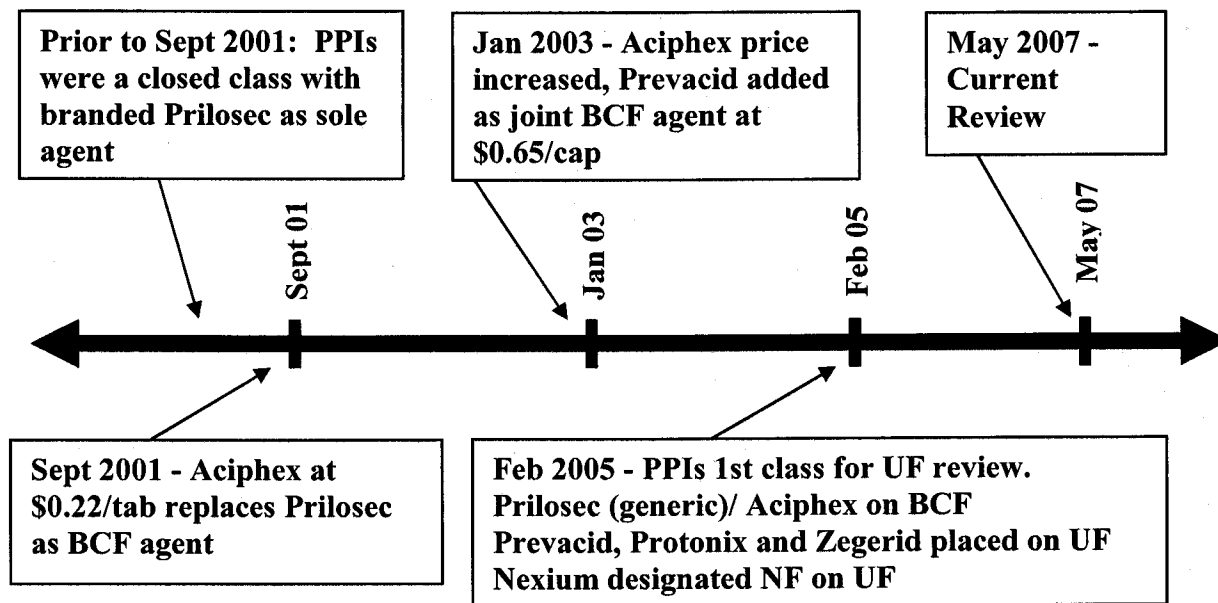 Prior to Sept 2001: PPIs
were a closed class with
branded Prilosec as sole
agent
Jan 2003 - Aciphex price
increased, Prevacid added
as joint BCF agent at
$0.65/cap
May 2007 -
Current
Review
Sept 01
Jan 03
Feb 05
May 07
Sept 2001 - Aciphex at
$0.22/tab replaces Prilosec
as BCF agent
Feb 2005 - PPIs 1st class for UF review.
Prilosec (generic)/ Aciphex on BCF
Prevacid, Protonix and Zegerid placed on UF
Nexium designated NF on UF